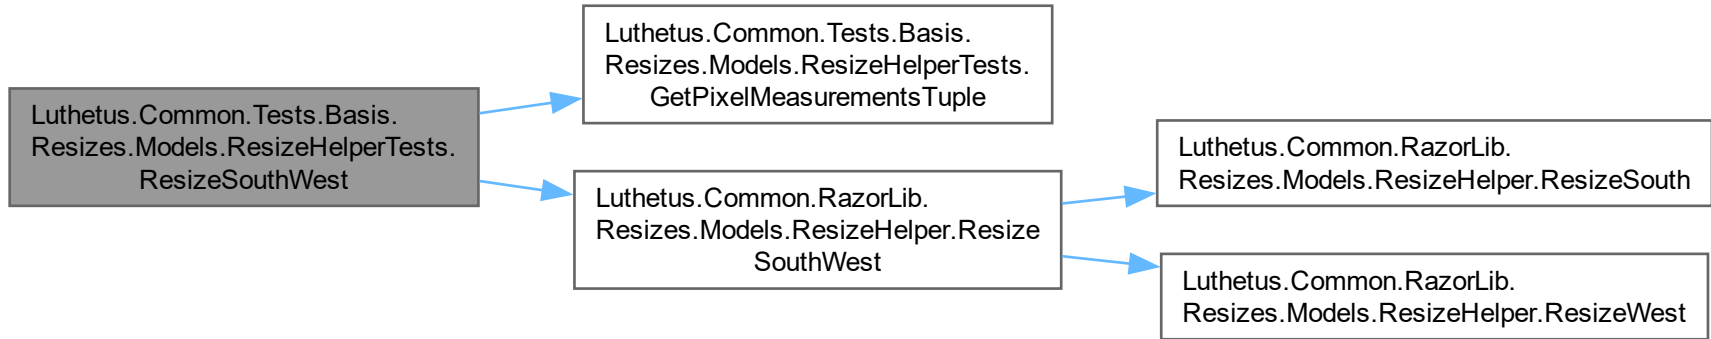 Luthetus.Common.Tests.Basis.
Resizes.Models.ResizeHelperTests.
ResizeSouthWest
Luthetus.Common.Tests.Basis.
Resizes.Models.ResizeHelperTests.
GetPixelMeasurementsTuple
Luthetus.Common.RazorLib.
Resizes.Models.ResizeHelper.Resize
SouthWest
Luthetus.Common.RazorLib.
Resizes.Models.ResizeHelper.ResizeSouth
Luthetus.Common.RazorLib.
Resizes.Models.ResizeHelper.ResizeWest